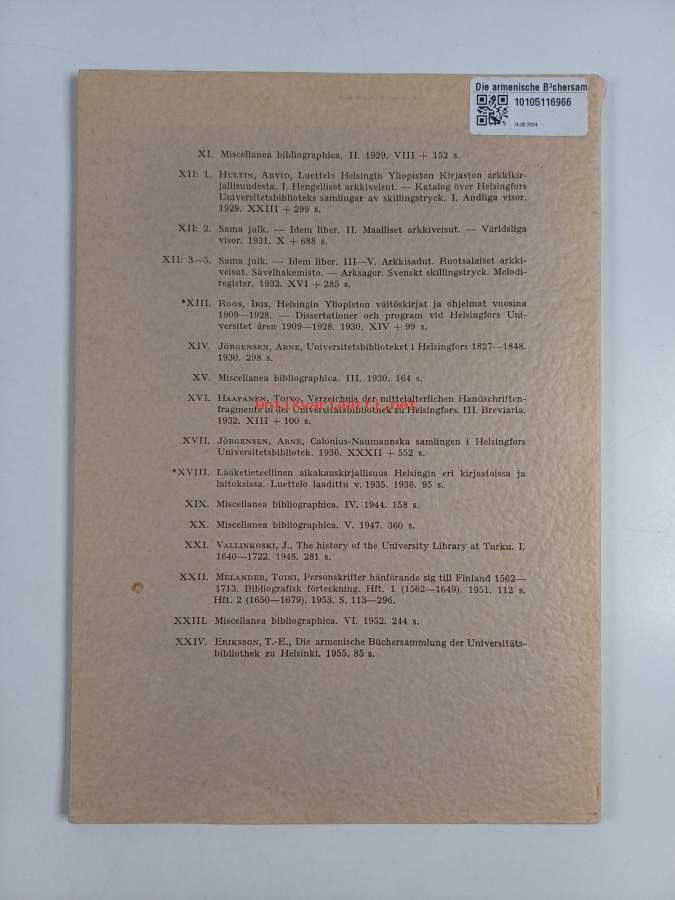 Die armenische B³chersam
10105116966
14.02.2024
XI. Miscellanea bibliographica. II. 1929. VIII + 152 s.
XII: 1. Hultin, Arvid, Luettelo Helsingin Yliopiston Kirjaston arkkikir-
jallisuudesta. I. Hengelliset arkkiveisut. — Katalog över Helsingfors
Universitetsbiblioteks samlingar av skillingstryck. I. Andliga visor.
1929. XXIII + 299 s.
XII: 2. Sama julk. — Idem liber. II. Maalliset arkkiveisut. — Världsliga
visor. 1931. X + 688 s.
XII: 3—5. Sama julk. — Idem liber. III—V. Arkkisadut. Ruotsalaiset arkki-
veisut. Sävelhakemisto. — Arksagor. Svenskt skillingstryck. Melodi-
register. 1932. XVI + 285 s.
*XIII. Roos, Irus, Helsingin Yliopiston väitöskirjat ja ohjelmat vuosina
1909—1928. — Dissertationer och program vid Helsingfors Uni-
versitet åren 1909—1928. 1930. XIV + 99 s.
XIV. Jörgensen, Arne, Universitetsbiblioteket i Helsingfors 1827—1848.
1930. 298 s.
XV. Miscellanea bibliographica. III. 1930. 164 s.
XVI. Haapanen, Toivo, Verzeichnis der mittelalterlichen Handschriften-
antikvariaatti.net
fragmente in der Universitätsbibliothek zu Helsingfors. III. Breviaria.
1932. XIII + 100 s.
XVII. Jörgensen, Arne, Calonius-Naumannska samlingen i Helsingfors
Universitetsbibliotek. 1936. XXXII + 552 s.
*XVIII. Lääketieteellinen aikakauskirjallisuus Helsingin eri kirjastoissa ja
laitoksissa. Luettelo laadittu v. 1935. 1936. 95 s.
XIX. Miscellanea bibliographica. IV. 1944. 158 s.
XX. Miscellanea bibliographica. V. 1947. 360 s.
XXI. Vallinkoski, J., The history of the University Library at Turku. I.
1640—1722. 1948. 281 s.
XXII. Melander, Toini, Personskrifter hänförande sig till Finland 1562—
1713. Bibliografisk förteckning. Hft. 1 (1562—1649). 1951. 112 s.
Hft. 2 (1650—1679). 1953. S. 113—296.
XXIII. Miscellanea bibliographica. VI. 1952. 244 s.
XXIV. Eriksson, T.-E., Die armenische Büchersammlung der Universitäts-
bibliothek zu Helsinki. 1955. 85 s.